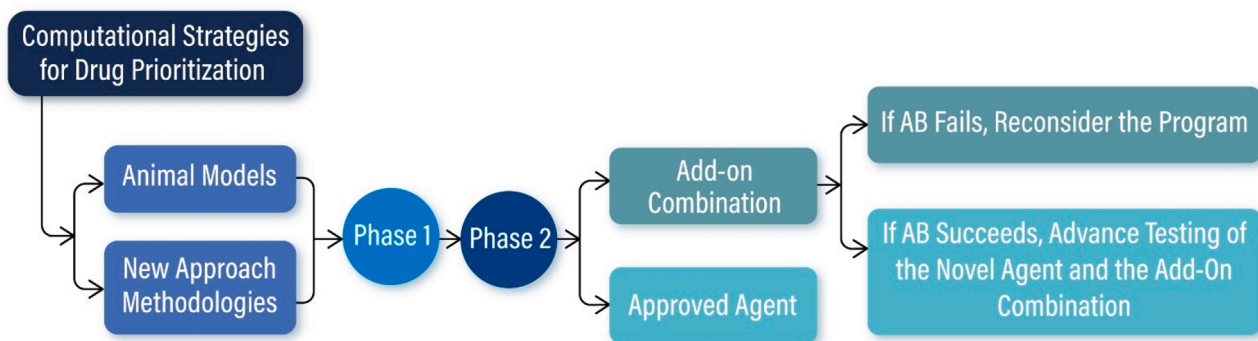 Computational Strategies
for Drug Prioritization
Animal Models
New Approach
Methodologies
Phase 1
Phase 2
Add-on
Combination
Approved Agent
If AB Fails, Reconsider the Program
If AB Succeeds, Advance Testing of
the Novel Agent and the Add-On
Combination